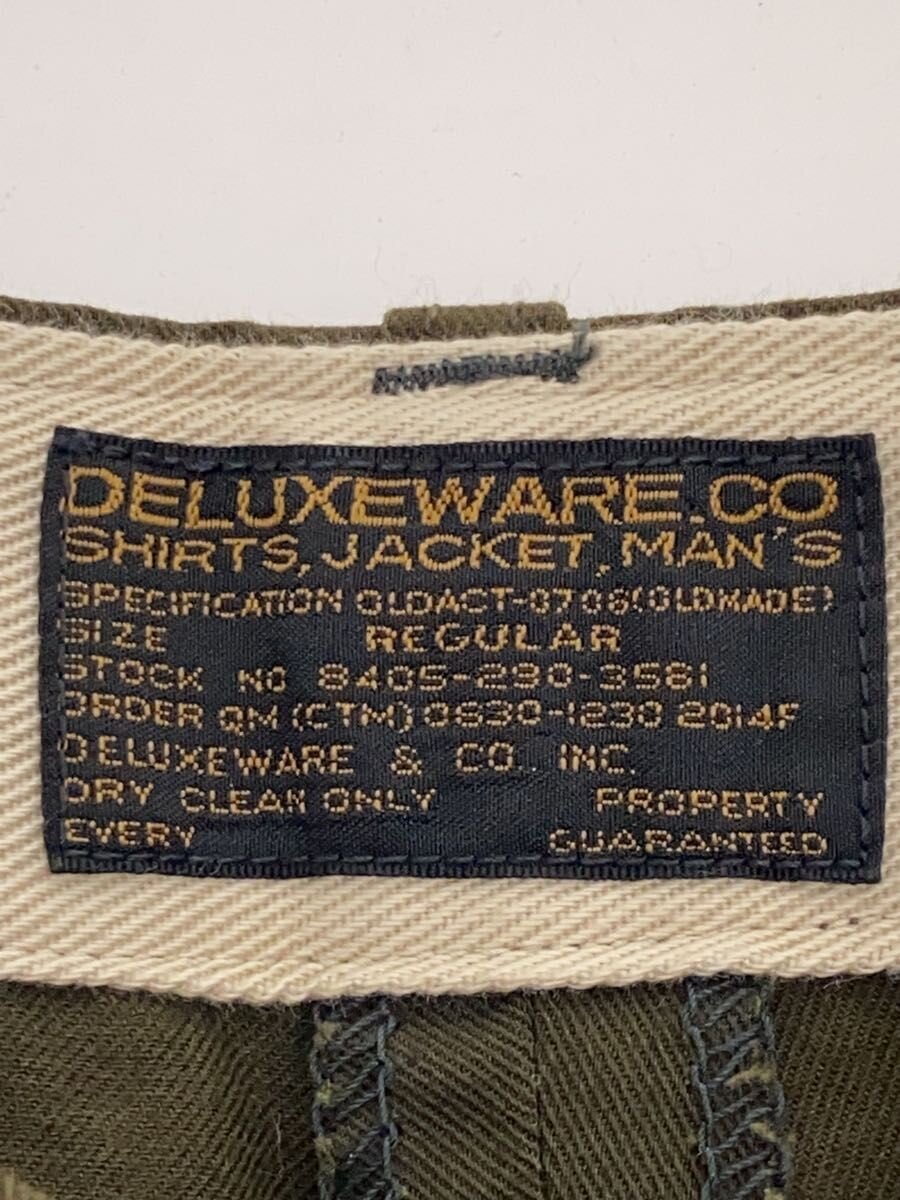 DELUXEWARE.CO
SHIRTS, JACKET, MAN'S
SPECIFICATION OLDACT-0706(OLDMADE)
SIZE REGULAR
STOCK NO 8405-290-3581
ORDER QM (CTM) 0630-1230 2014F
DELUXEWARE & CO. INC.
DRY CLEAN ONLY PROPERTY
EVERY GUARANTEED